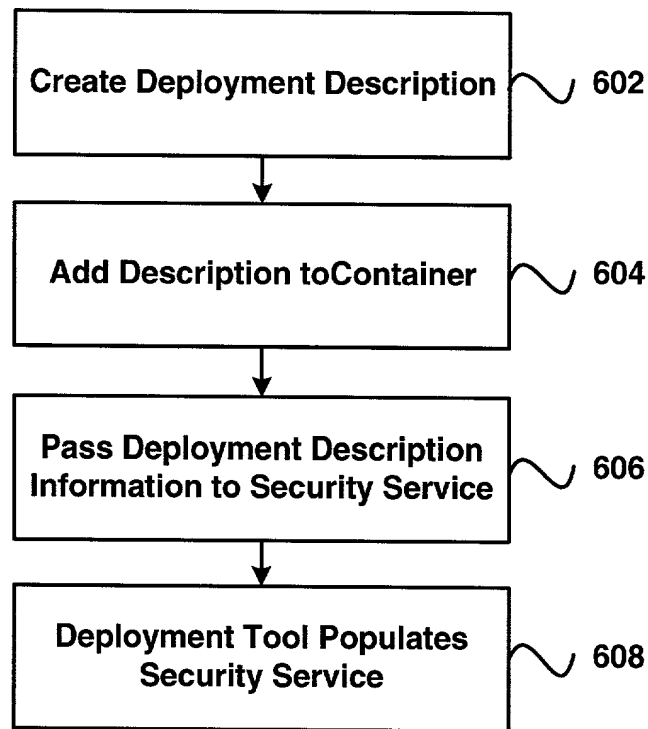 Create Deployment Description
602
Add Description toContainer
604
Pass Deployment Description
Information to Security Service
606
Deployment Tool Populates
Security Service
608